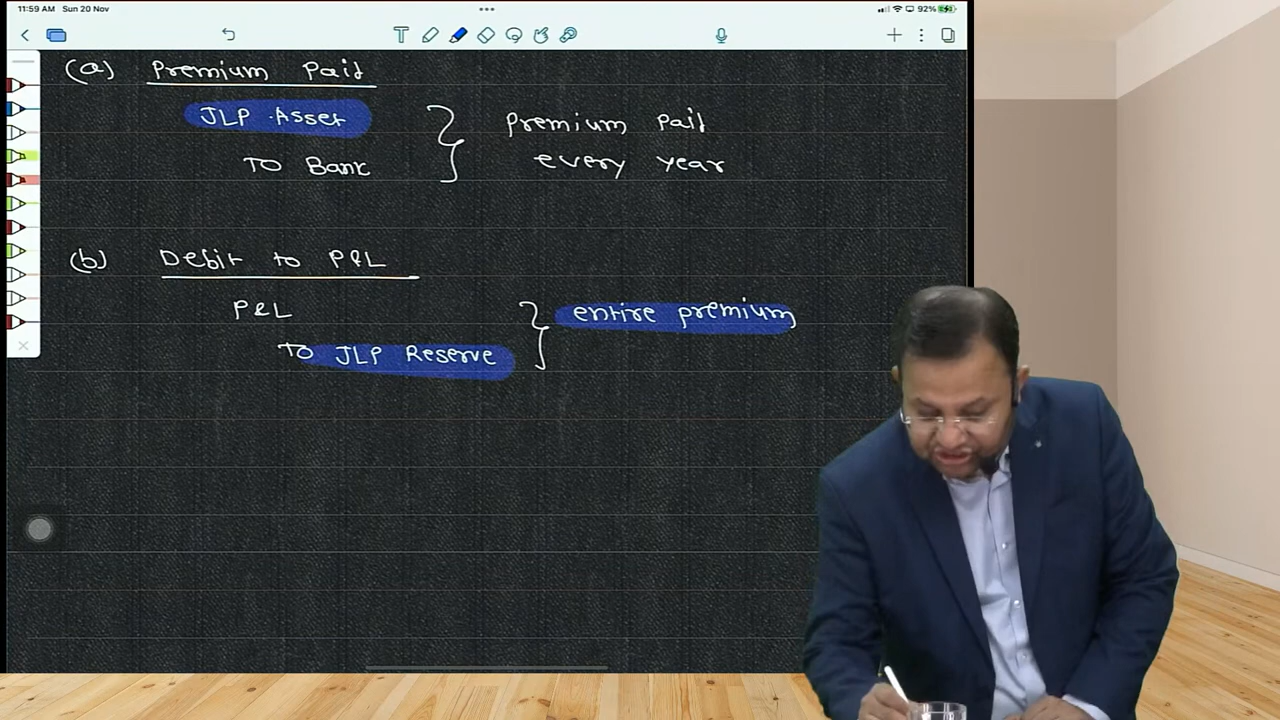 11:59 AM Sun 20 Nov
92%
(a) Premium Paid
JLP Asset
To Bank
Premium Paid
every year
(b) Debit to P&L
P&L
To JLP Reserve
entire premium